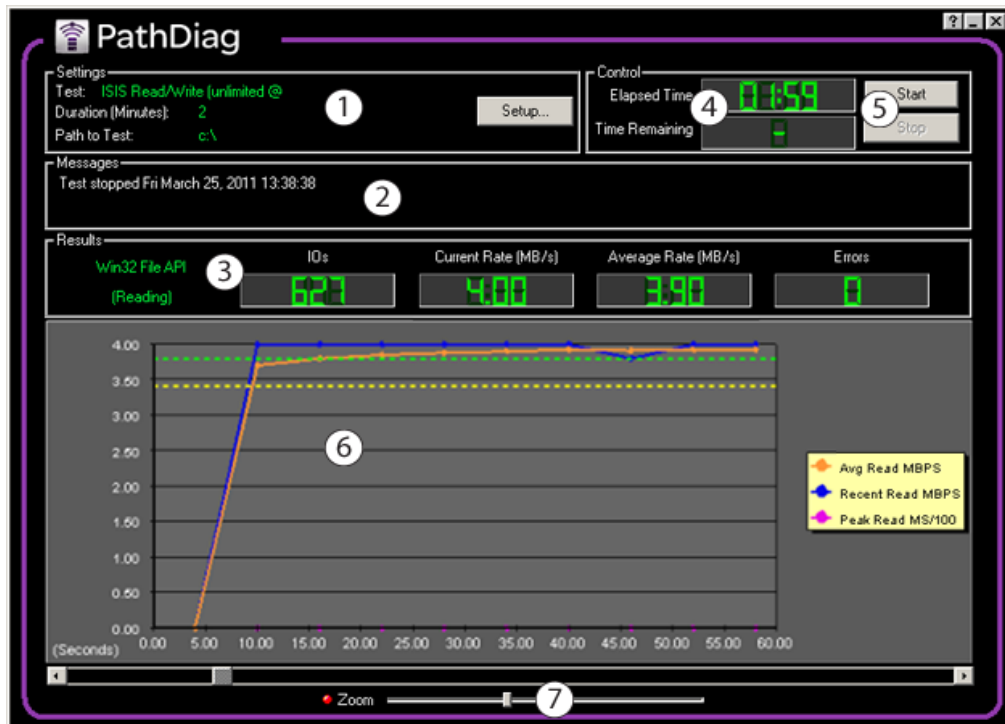 PathDiag
Settings
Test: ISIS Read/Write (unlimited @
Duration (Minutes): 2
Path to Test: c:\
1
Setup...
Control
Elapsed Time 4 01:59 5 Start
Time Remaining - Stop
Messages
Test stopped Fri March 25, 2011 13:38:38
2
Results
Win32 File API
(Reading)
3
IOs Current Rate (MB/s) Average Rate (MB/s) Errors
627 4.00 3.90 0
4.00
3.50
3.00
2.50
2.00
1.50
1.00
0.50
0.00
6
Avg Read MBPS
Recent Read MBPS
Peak Read MS/100
0.00 5.00 10.00 15.00 20.00 25.00 30.00 35.00 40.00 45.00 50.00 55.00 60.00
(Seconds)
Zoom 7